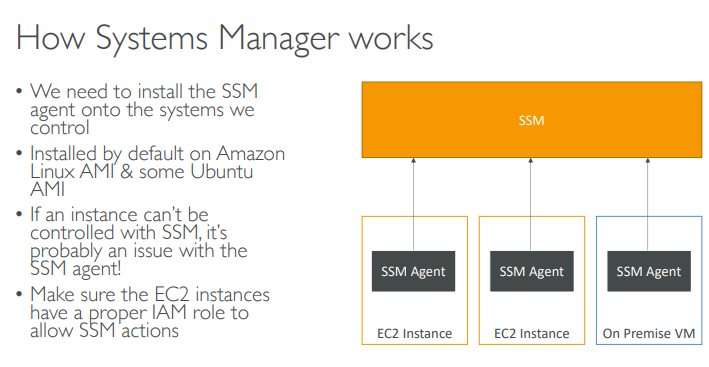 How Systems Manager works
• We need to install the SSM
agent onto the systems we
control
• Installed by default on Amazon
Linux AMI & some Ubuntu
AMI
• If an instance can't be
controlled with SSM, it's
probably an issue with the
SSM agent!
• Make sure the EC2 instances
have a proper IAM role to
allow SSM actions
SSM
SSM Agent
EC2 Instance
SSM Agent
EC2 Instance
SSM Agent
On Premise VM